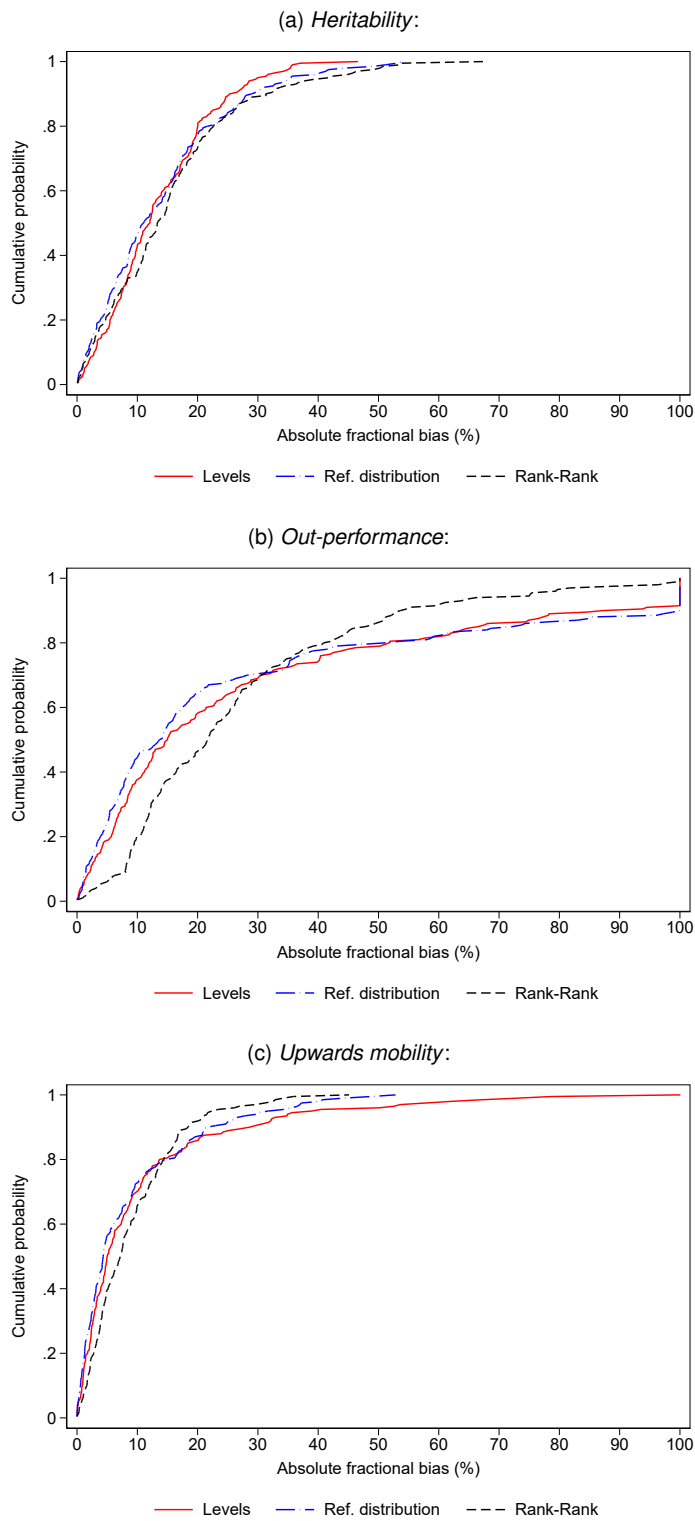 (a) Heritability:
1
.8
.6
.4
.2
0
Cumulative probability
0 10 20 30 40 50 60 70 80 90 100
Absolute fractional bias (%)
Levels Ref. distribution Rank-Rank
(b) Out-performance:
1
.8
.6
.4
.2
0
Cumulative probability
0 10 20 30 40 50 60 70 80 90 100
Absolute fractional bias (%)
Levels Ref. distribution Rank-Rank
(c) Upwards mobility:
1
.8
.6
.4
.2
0
Cumulative probability
0 10 20 30 40 50 60 70 80 90 100
Absolute fractional bias (%)
Levels Ref. distribution Rank-Rank